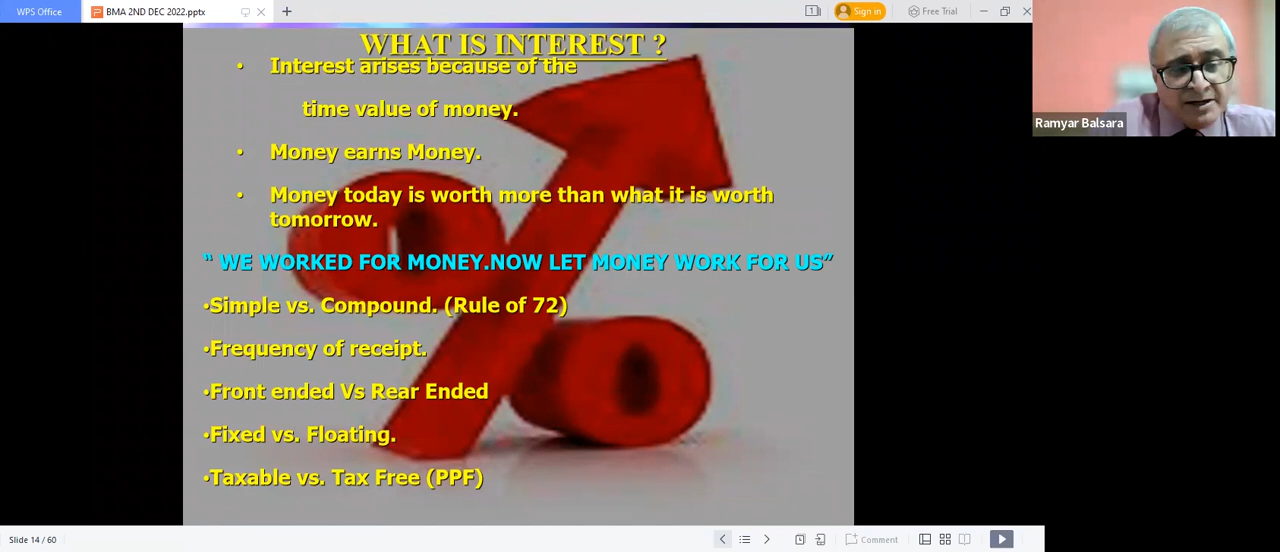 WPS Office
BMA 2ND DEC 2022.pptx
+
1
Sign in
Free Trial
WHAT IS INTEREST ?
• Interest arises because of the
time value of money.
• Money earns Money.
• Money today is worth more than what it is worth
tomorrow.
“ WE WORKED FOR MONEY.NOW LET MONEY WORK FOR US”
•Simple vs. Compound. (Rule of 72)
•Frequency of receipt.
•Front ended Vs Rear Ended
•Fixed vs. Floating.
•Taxable vs. Tax Free (PPF)
Ramyar Balsara
Slide 14 / 60
Comment